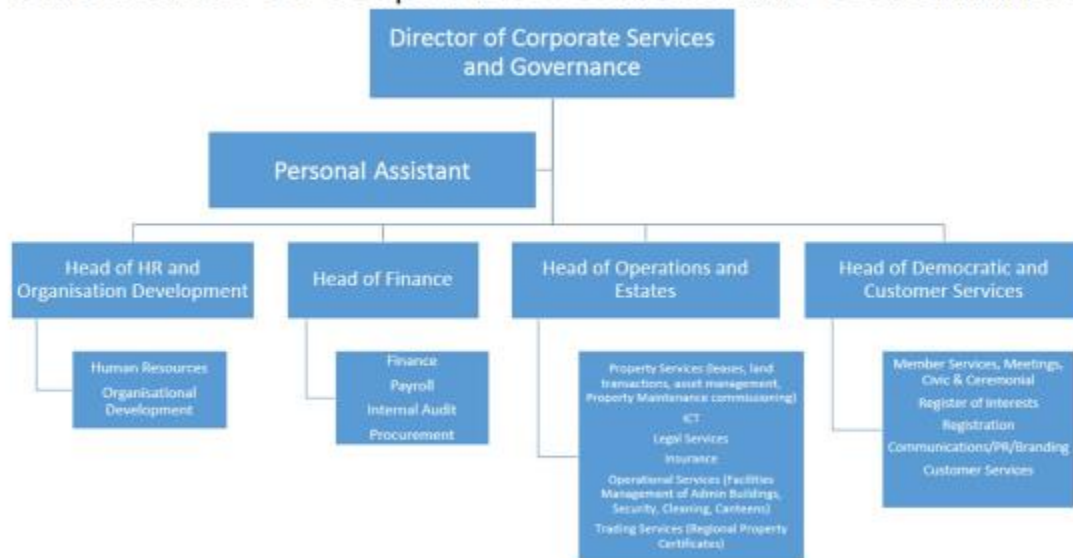 Director of Corporate Services
and Governance
Personal Assistant
Head of HR and
Organisation Development
Head of Finance
Head of Operations and
Estates
Head of Democratic and
Customer Services
Human Resources
Organisational
Development
Finance
Payroll
Internal Audit
Procurement
Property Services (leases, land
transactions, asset management,
Property Maintenance commissioning)
ICT
Legal Services
Insurance
Operational Services (Facilities
Management of Admin Buildings,
Security, Cleaning, Canteens)
Trading Services (Regional Property
Certificates)
Member Services, Meetings,
Civic & Ceremonial
Register of Interests
Registration
Communications/PR/Branding
Customer Services